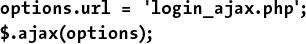 options.url = 'login_ajax.php';
$.ajax(options);